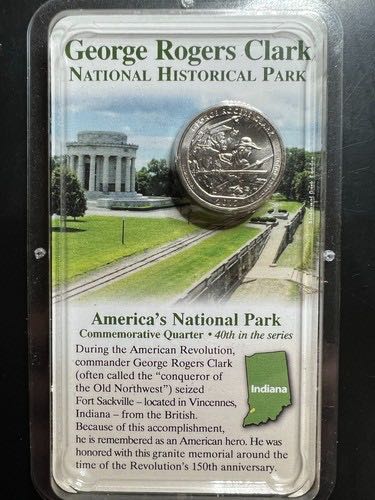 George Rogers Clark
NATIONAL HISTORICAL PARK
GEORGE ROGERS CLARK
America's National Park
Commemorative Quarter • 40th in the series
During the American Revolution,
commander George Rogers Clark
(often called the “conqueror of
the Old Northwest”) seized
Fort Sackville – located in Vincennes,
Indiana – from the British.
Because of this accomplishment,
he is remembered as an American hero. He was
honored with this granite memorial around the
time of the Revolution's 150th anniversary.
Indiana